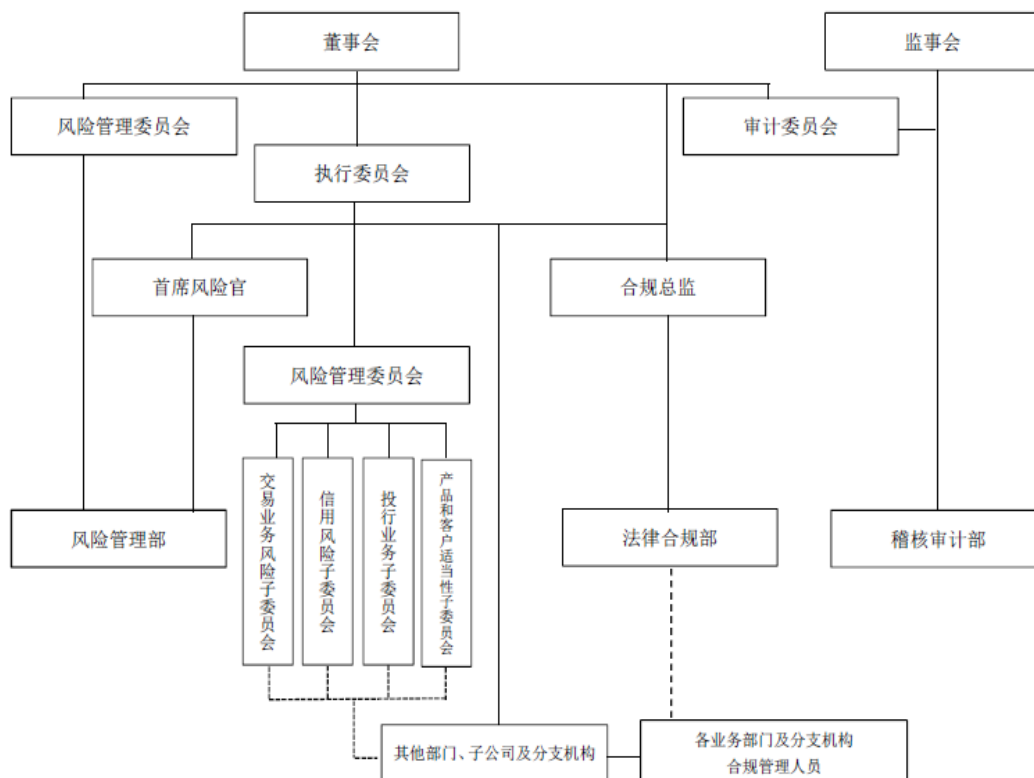 董事会
监事会
风险管理委员会
审计委员会
执行委员会
首席风险官
合规总监
风险管理委员会
交易业务风险子委员会
信用风险子委员会
投行业务子委员会
产品和客户适当性子委员会
风险管理部
法律合规部
稽核审计部
其他部门、子公司及分支机构
各业务部门及分支机构
合规管理人员